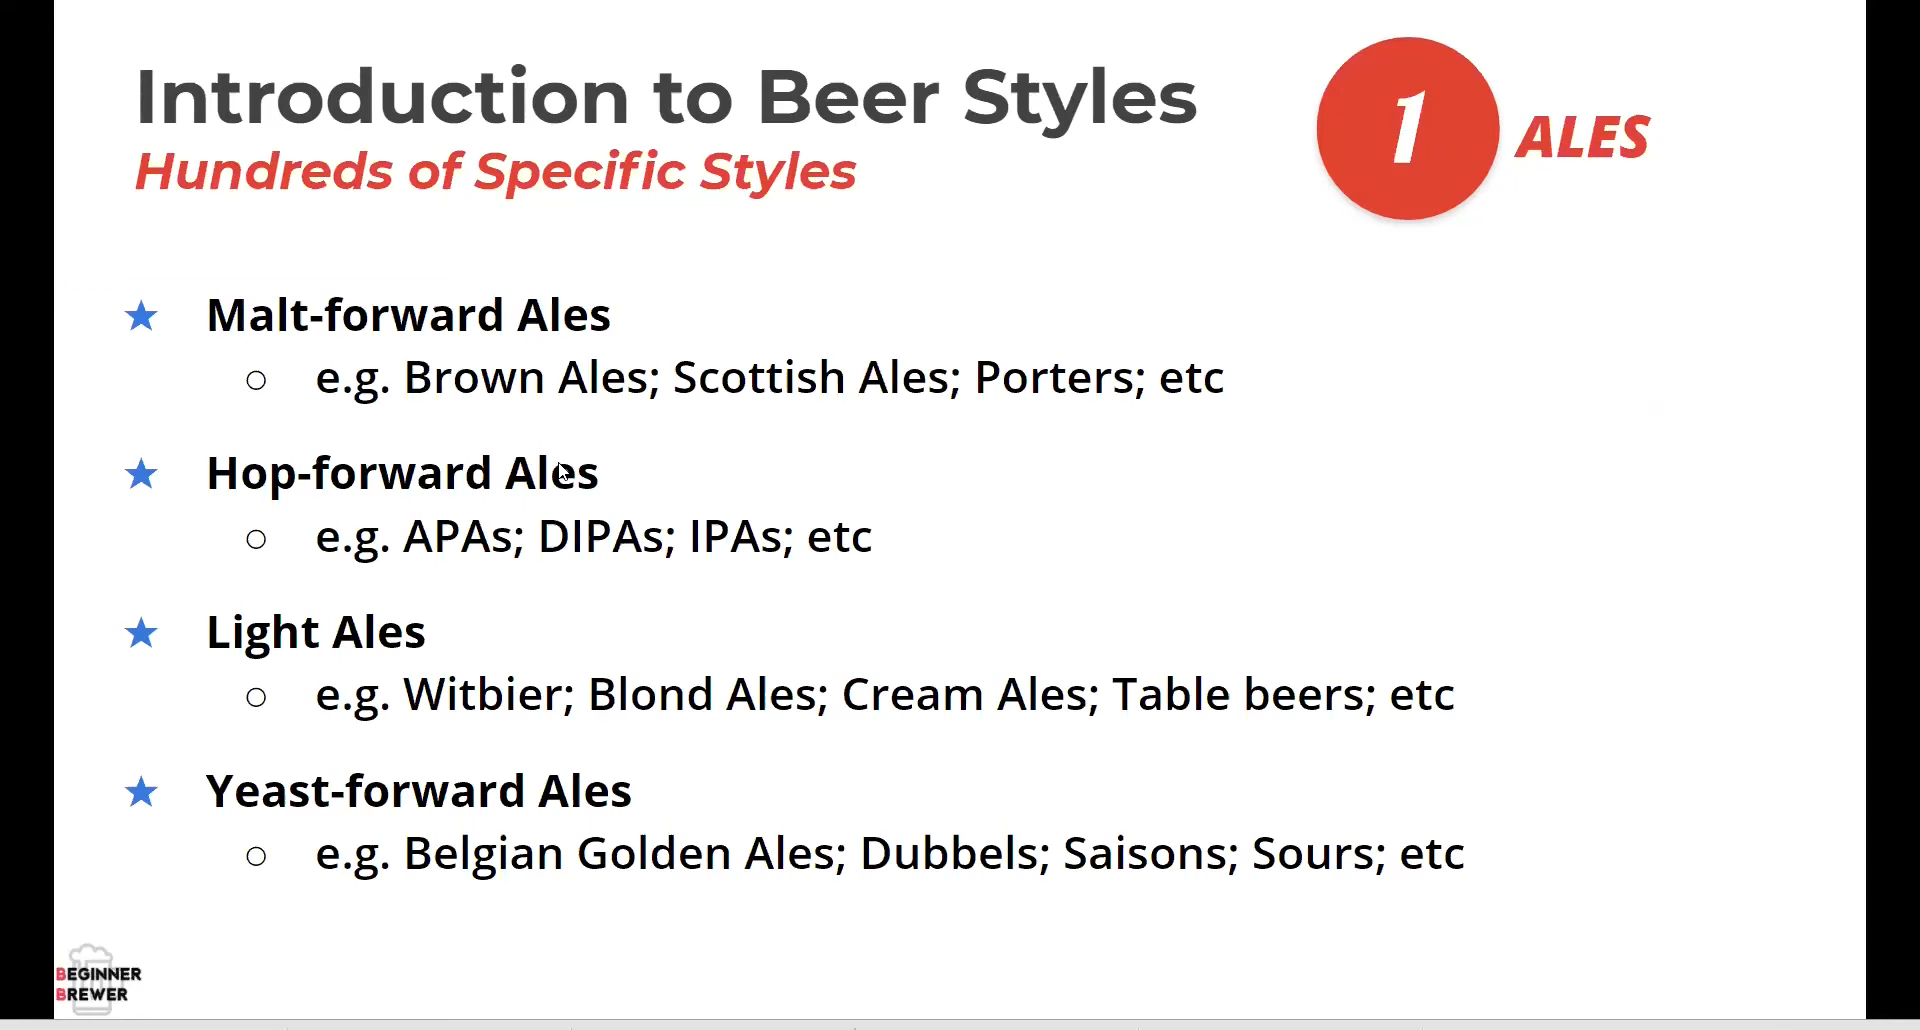 Introduction to Beer Styles
Hundreds of Specific Styles
1 ALES
★ Malt-forward Ales
○ e.g. Brown Ales; Scottish Ales; Porters; etc
★ Hop-forward Ales
○ e.g. APAs; DIPAs; IPAs; etc
★ Light Ales
○ e.g. Witbier; Blond Ales; Cream Ales; Table beers; etc
★ Yeast-forward Ales
○ e.g. Belgian Golden Ales; Dubbels; Saisons; Sours; etc
BEGINNER
BREWER